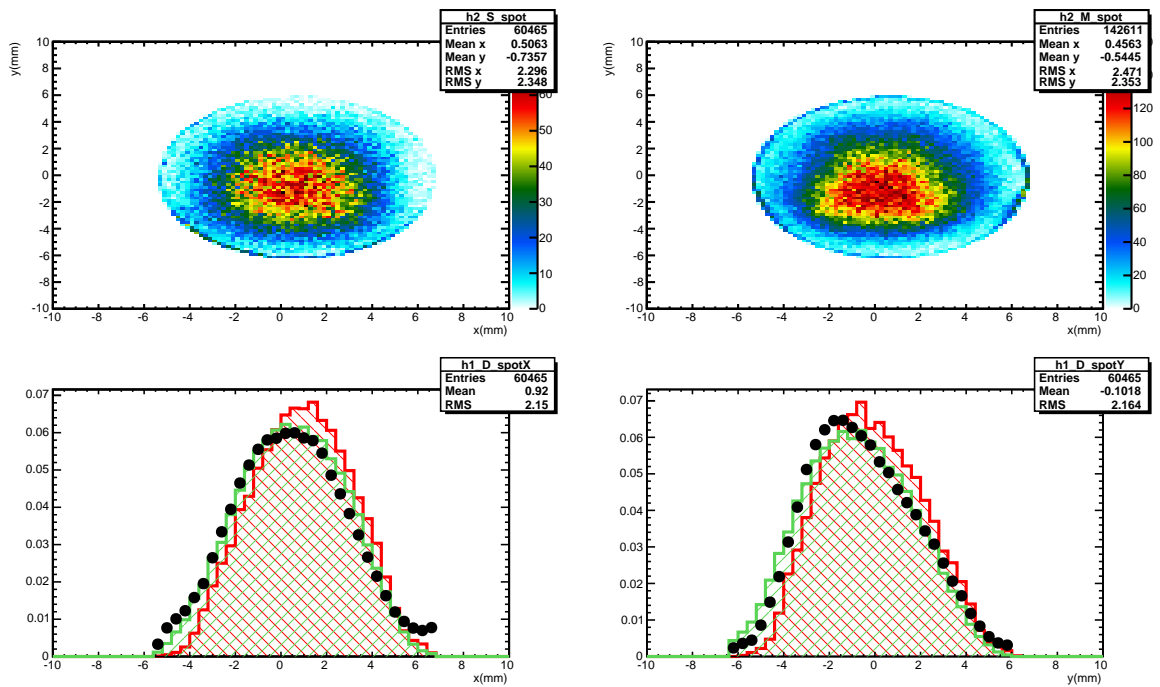 h2_S_spot
Entries 60465
Mean x 0.5063
Mean y -0.7357
RMS x 2.296
RMS y 2.348
y(mm)
10
8
6
4
2
0
-2
-4
-6
-8
-10
-10 -8 -6 -4 -2 0 2 4 6 8 10
x(mm)
60
50
40
30
20
10
0
h2_M_spot
Entries 142611
Mean x 0.4563
Mean y -0.5445
RMS x 2.471
RMS y 2.353
y(mm)
10
8
6
4
2
0
-2
-4
-6
-8
-10
-10 -8 -6 -4 -2 0 2 4 6 8 10
x(mm)
120
100
80
60
40
20
0
h1_D_spotX
Entries 60465
Mean 0.92
RMS 2.15
0.07
0.06
0.05
0.04
0.03
0.02
0.01
0
-10 -8 -6 -4 -2 0 2 4 6 8 10
x(mm)
h1_D_spotY
Entries 60465
Mean -0.1018
RMS 2.164
0.07
0.06
0.05
0.04
0.03
0.02
0.01
0
-10 -8 -6 -4 -2 0 2 4 6 8 10
y(mm)